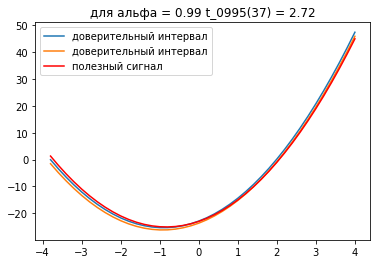 для альфа = 0.99 t_0995(37) = 2.72
доверительный интервал
доверительный интервал
полезный сигнал
50
40
30
20
10
0
−10
−20
−4 −3 −2 −1 0 1 2 3 4